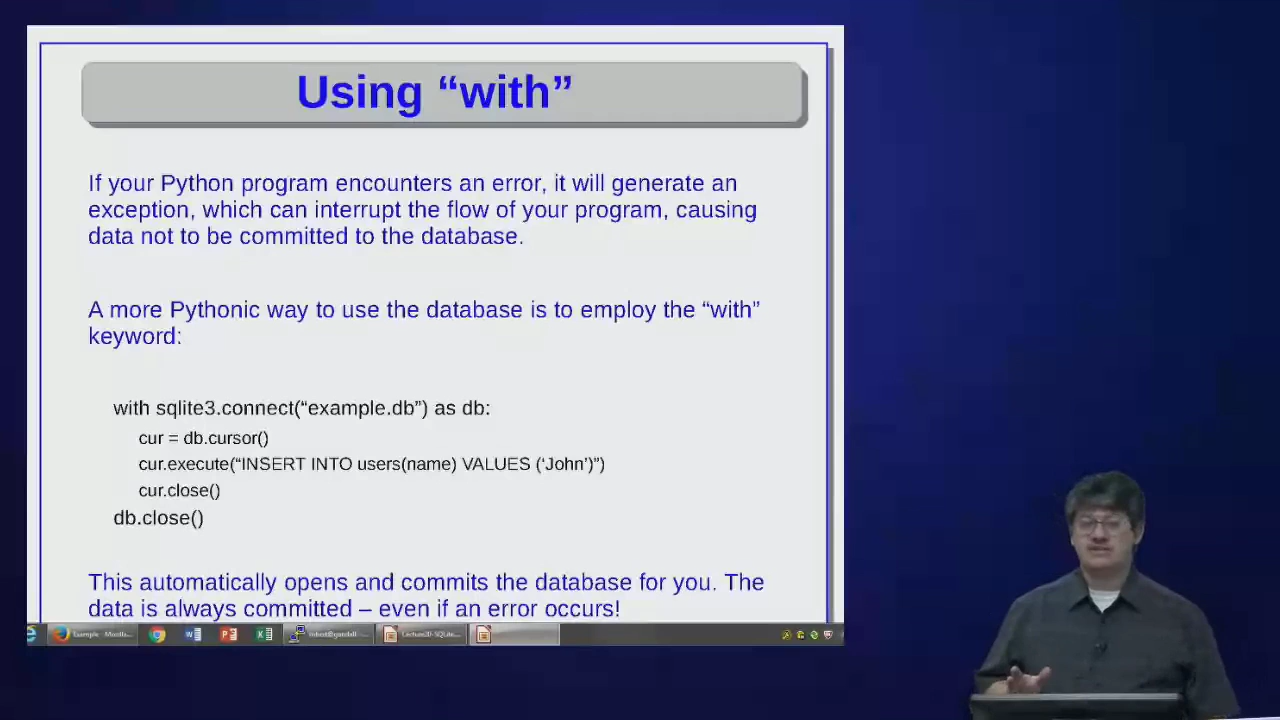 Using “with”
If your Python program encounters an error, it will generate an
exception, which can interrupt the flow of your program, causing
data not to be committed to the database.
A more Pythonic way to use the database is to employ the “with”
keyword:
with sqlite3.connect(“example.db”) as db:
cur = db.cursor()
cur.execute(“INSERT INTO users(name) VALUES (‘John’)”)
cur.close()
db.close()
This automatically opens and commits the database for you. The
data is always committed – even if an error occurs!
Example - Mozilla...